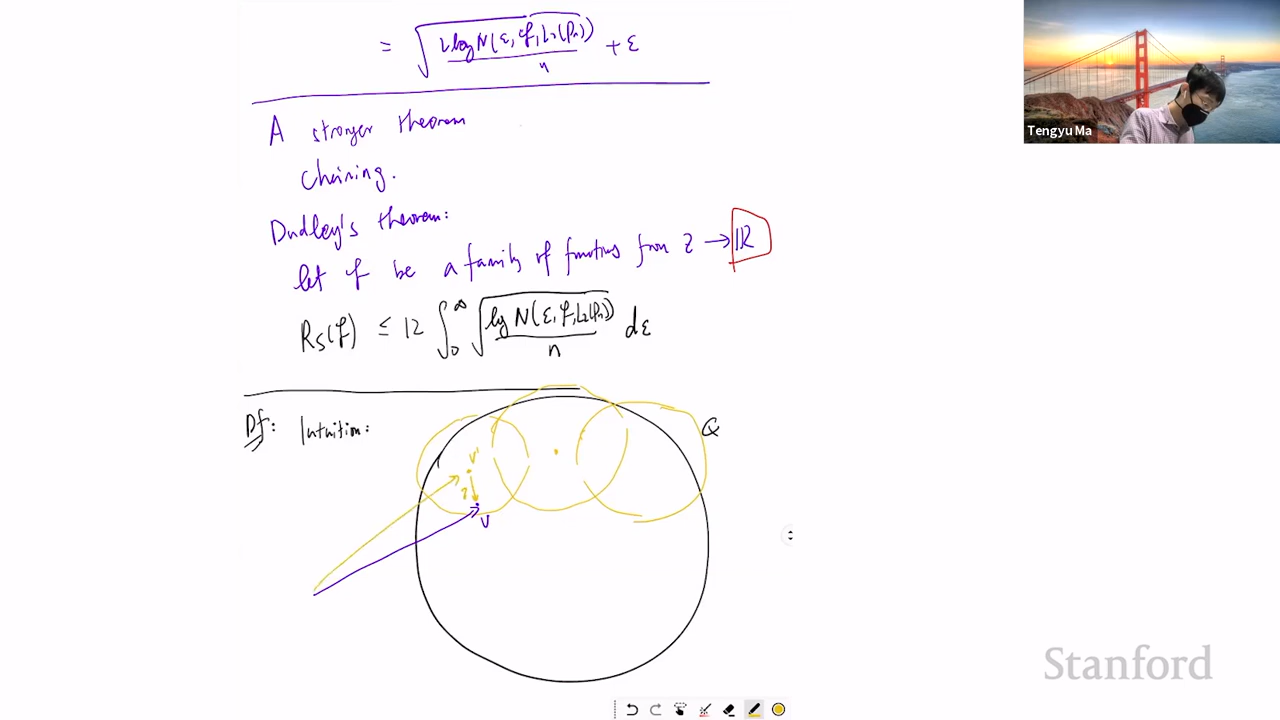 = √(2 log N(ε, F, L₂(Pₙ)) / n) + ε
A stronger theorem
Chaining.
Dudley's theorem:
let F be a family of functions from Z → ℝ
R_S(F) ≤ 12 ∫₀^∞ √(log N(ε, F, L₂(Pₙ)) / n) dε
Pf: Intuition:
Q
v'
z
v
Tengyu Ma
Stanford